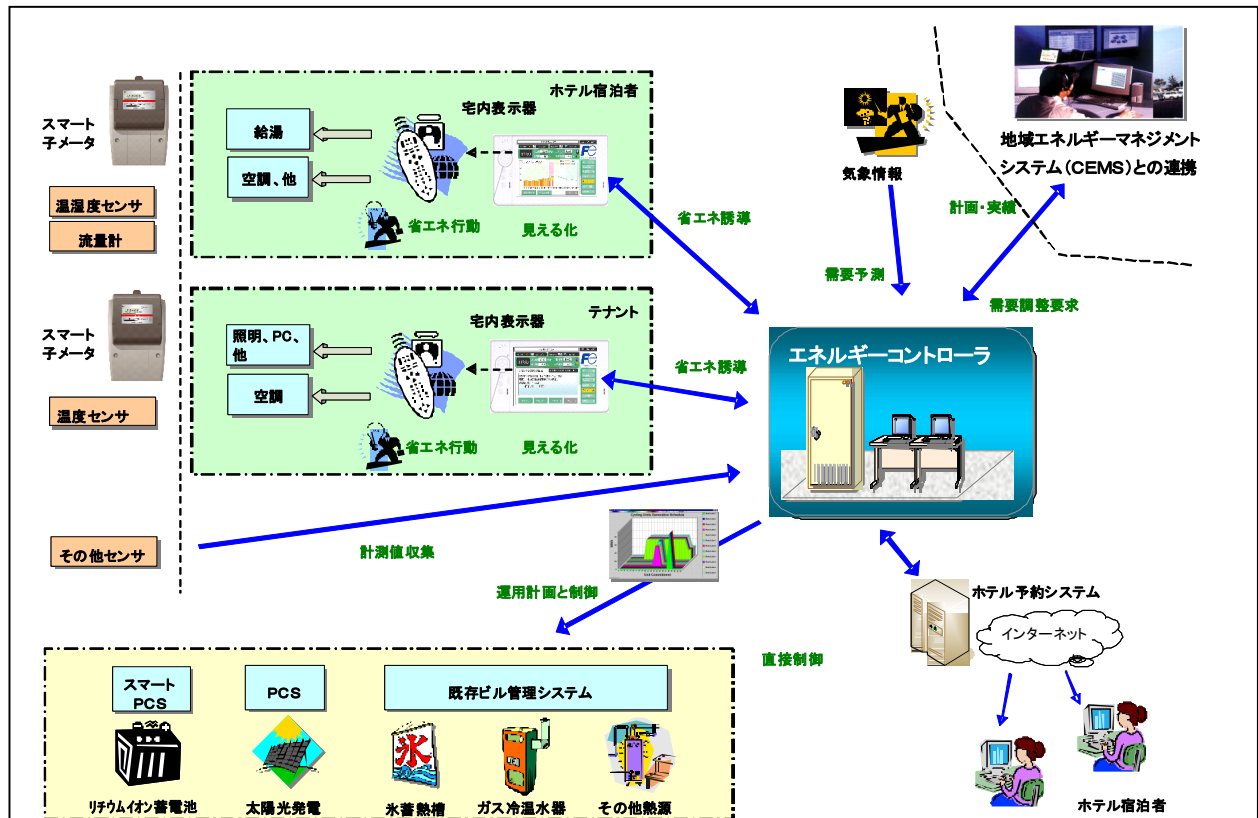 スマート
子メータ
温湿度センサ
流量計
ホテル宿泊者
宅内表示器
給湯
空調、他
省エネ行動
見える化
省エネ誘導
気象情報
需要予測
地域エネルギーマネジメント
システム(CEMS)との連携
計画・実績
需要調整要求
スマート
子メータ
温度センサ
テナント
宅内表示器
照明、PC、
他
空調
省エネ行動
見える化
省エネ誘導
エネルギーコントローラ
その他センサ
計測値収集
運用計画と制御
ホテル予約システム
インターネット
ホテル宿泊者
直接制御
スマート
PCS
PCS
既存ビル管理システム
氷
リチウムイオン蓄電池
太陽光発電
氷蓄熱槽
ガス冷温水器
その他熱源